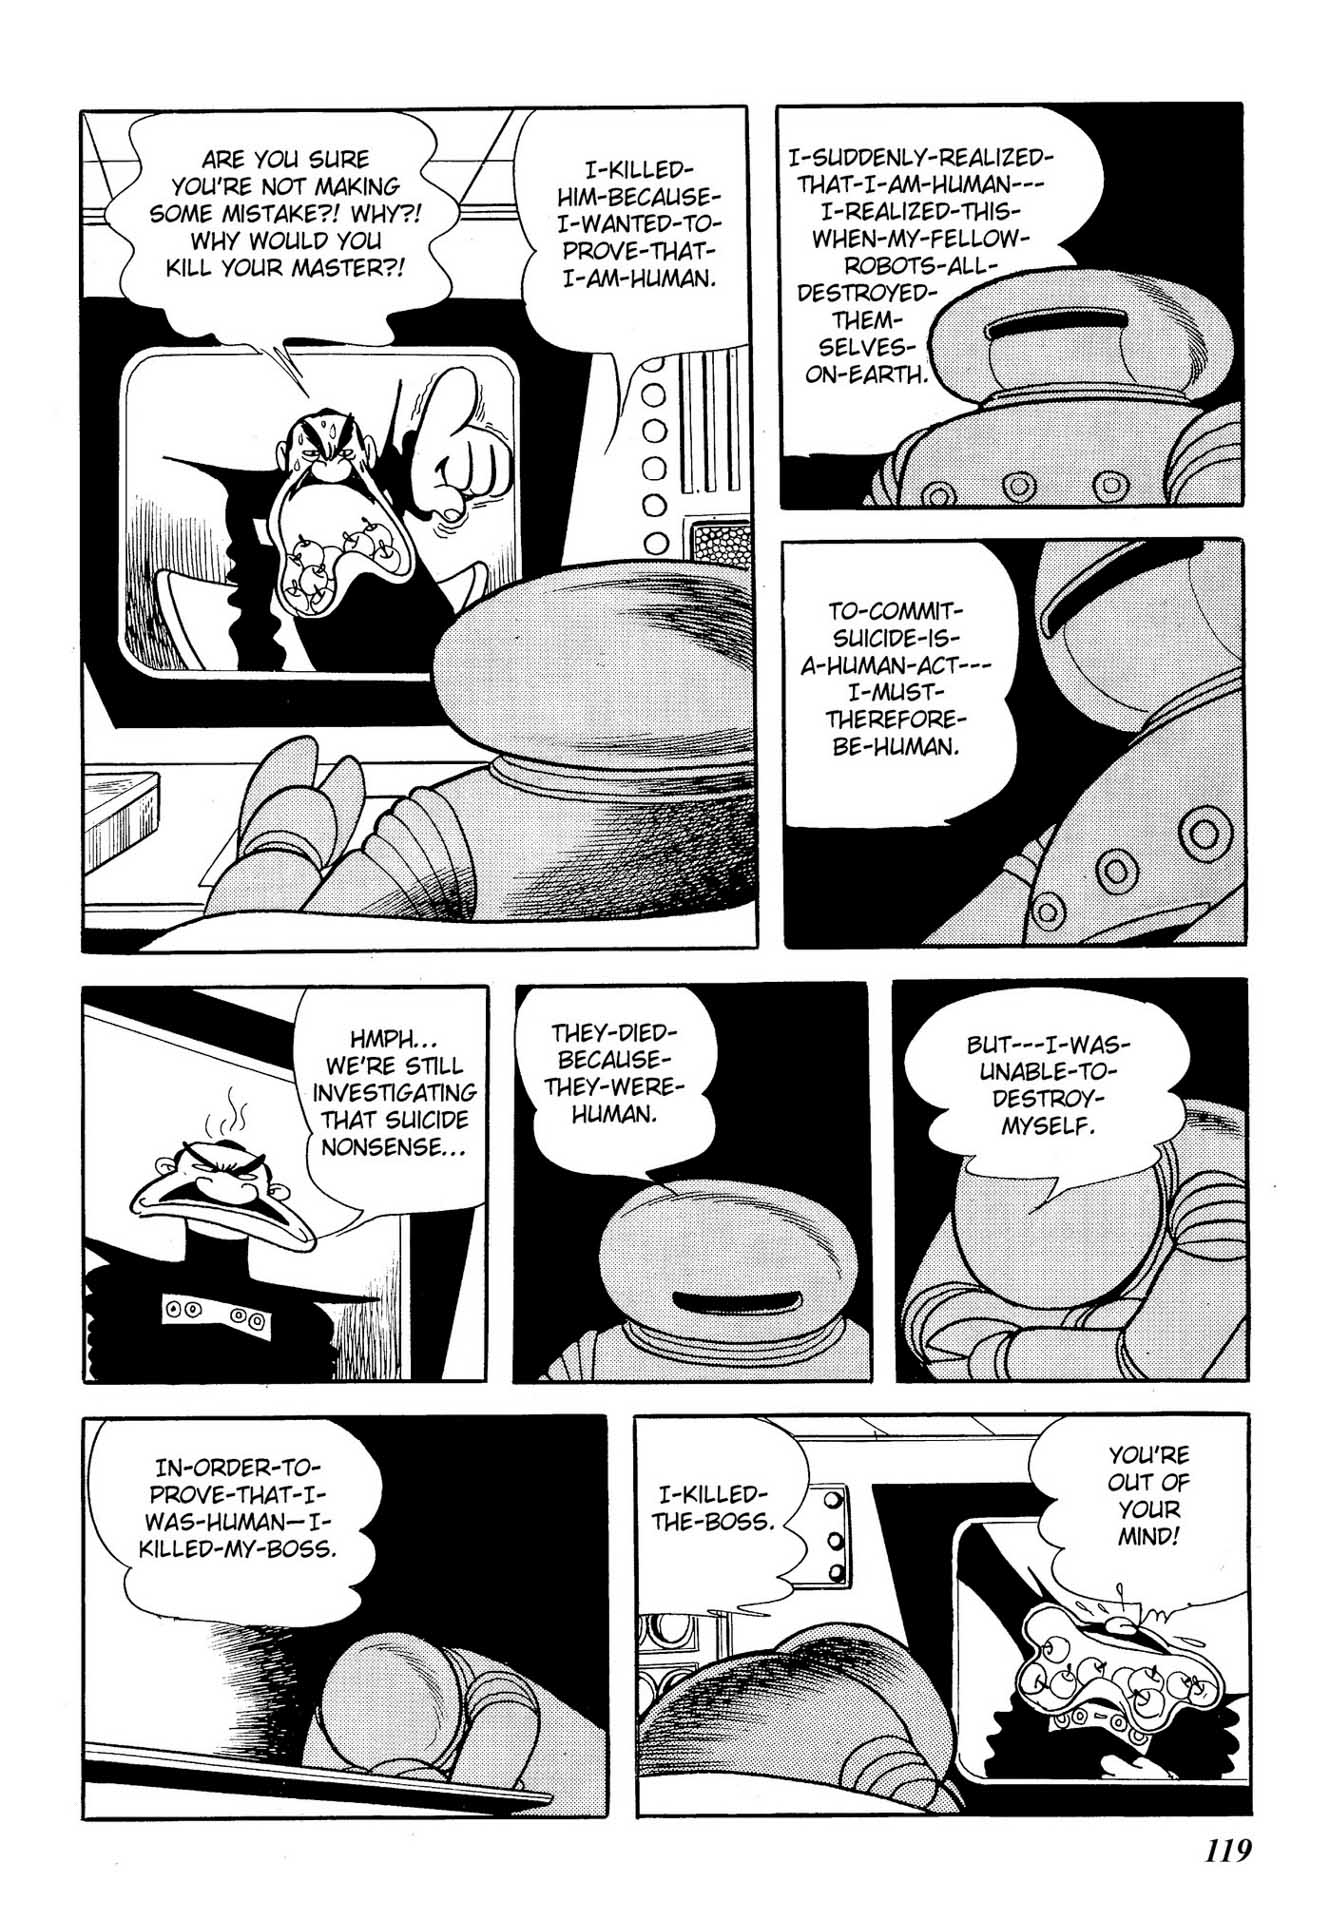 ARE YOU SURE
YOU'RE NOT MAKING
SOME MISTAKE?! WHY?!
WHY WOULD YOU
KILL YOUR MASTER?!
I-KILLED-
HIM-BECAUSE-
I-WANTED-TO-
PROVE-THAT-
I-AM-HUMAN.
I-SUDDENLY-REALIZED-
THAT-I-AM-HUMAN---
I-REALIZED-THIS-
WHEN-MY-FELLOW-
ROBOTS-ALL-
DESTROYED-
THEM-
SELVES-
ON-EARTH.
TO-COMMIT-
SUICIDE-IS-
A-HUMAN-ACT---
I-MUST-
THEREFORE-
BE-HUMAN.
HMPH...
WE'RE STILL
INVESTIGATING
THAT SUICIDE
NONSENSE...
THEY-DIED-
BECAUSE-
THEY-WERE-
HUMAN.
BUT---I-WAS-
UNABLE-TO-
DESTROY-
MYSELF.
IN-ORDER-TO-
PROVE-THAT-I-
WAS-HUMAN—I-
KILLED-MY-BOSS.
I-KILLED-
THE-BOSS.
YOU'RE
OUT OF
YOUR
MIND!
119